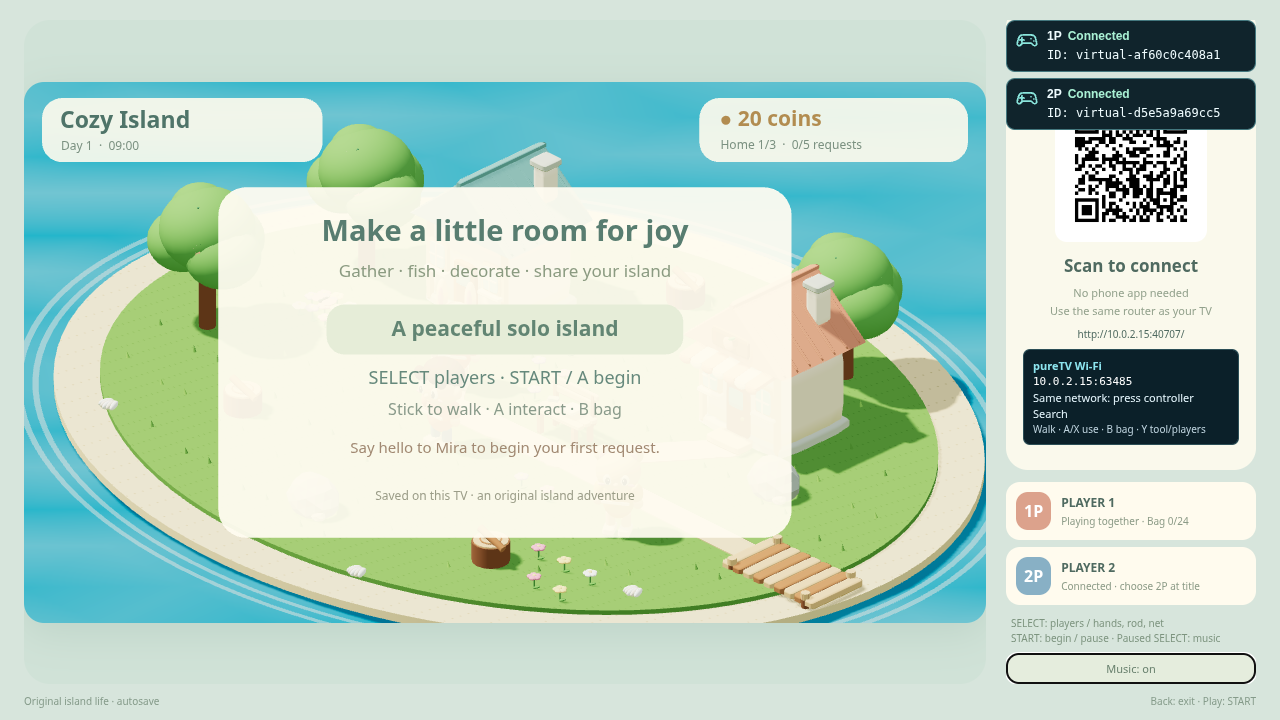 Cozy Island
Day 1 · 09:00
● 20 coins
Home 1/3 · 0/5 requests
Make a little room for joy
Gather · fish · decorate · share your island
A peaceful solo island
SELECT players · START / A begin
Stick to walk · A interact · B bag
Say hello to Mira to begin your first request.
Saved on this TV · an original island adventure
1P Connected
ID: virtual-af60c0c408a1
2P Connected
ID: virtual-d5e5a9a69cc5
Scan to connect
No phone app needed
Use the same router as your TV
http://10.0.2.15:40707/
pureTV Wi-Fi
10.0.2.15:63485
Same network: press controller
Search
Walk · A/X use · B bag · Y tool/players
1P
PLAYER 1
Playing together · Bag 0/24
2P
PLAYER 2
Connected · choose 2P at title
SELECT: players / hands, rod, net
START: begin / pause · Paused SELECT: music
Music: on
Original island life · autosave
Back: exit · Play: START